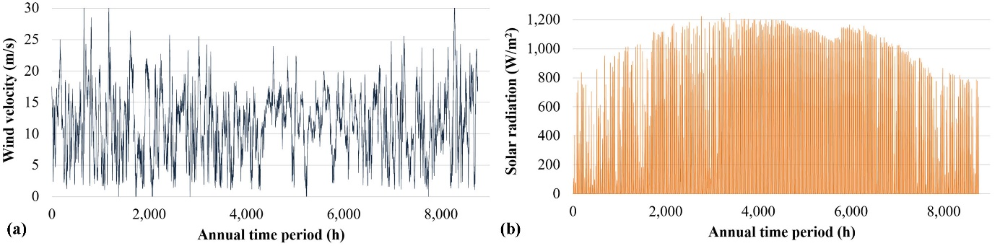 30
25
20
15
10
5
0
Wind velocity (m/s)
0 2,000 4,000 6,000 8,000
Annual time period (h)
(a)
1,200
1,000
800
600
400
200
0
Solar radiation (W/m²)
0 2,000 4,000 6,000 8,000
Annual time period (h)
(b)